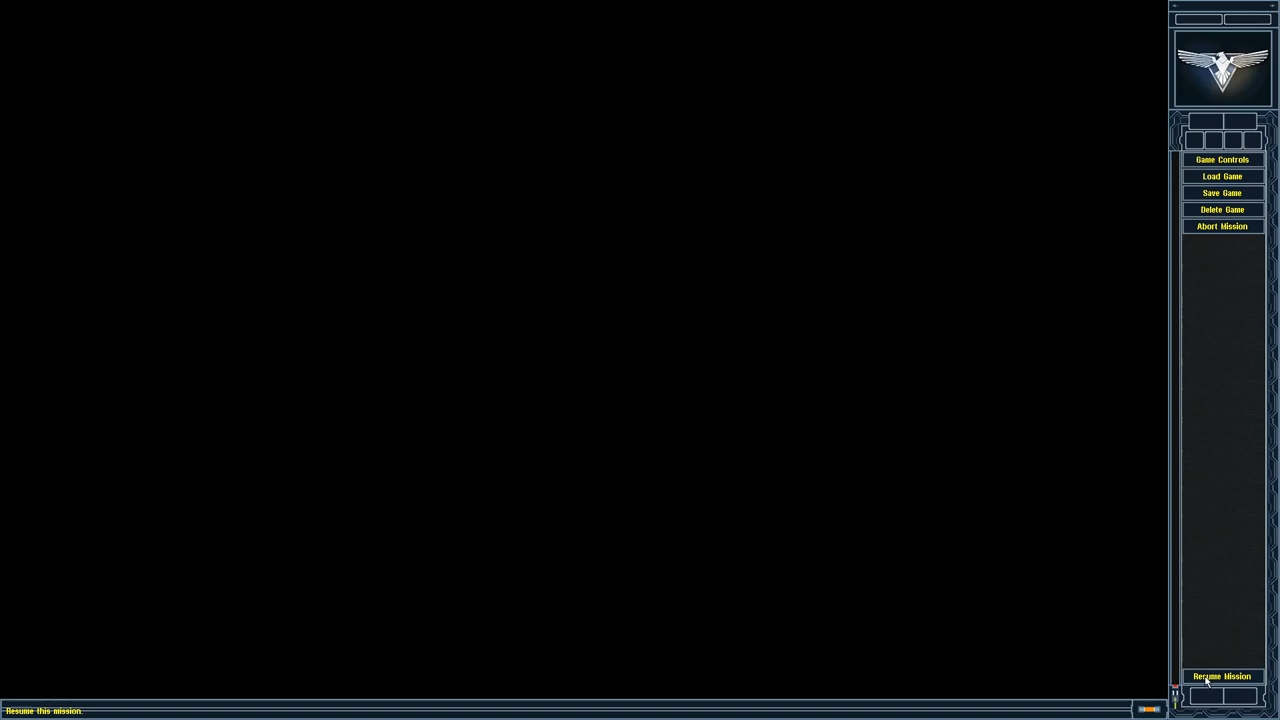 Game Controls
Load Game
Save Game
Delete Game
Abort Mission
Resume Mission
Resume this mission.